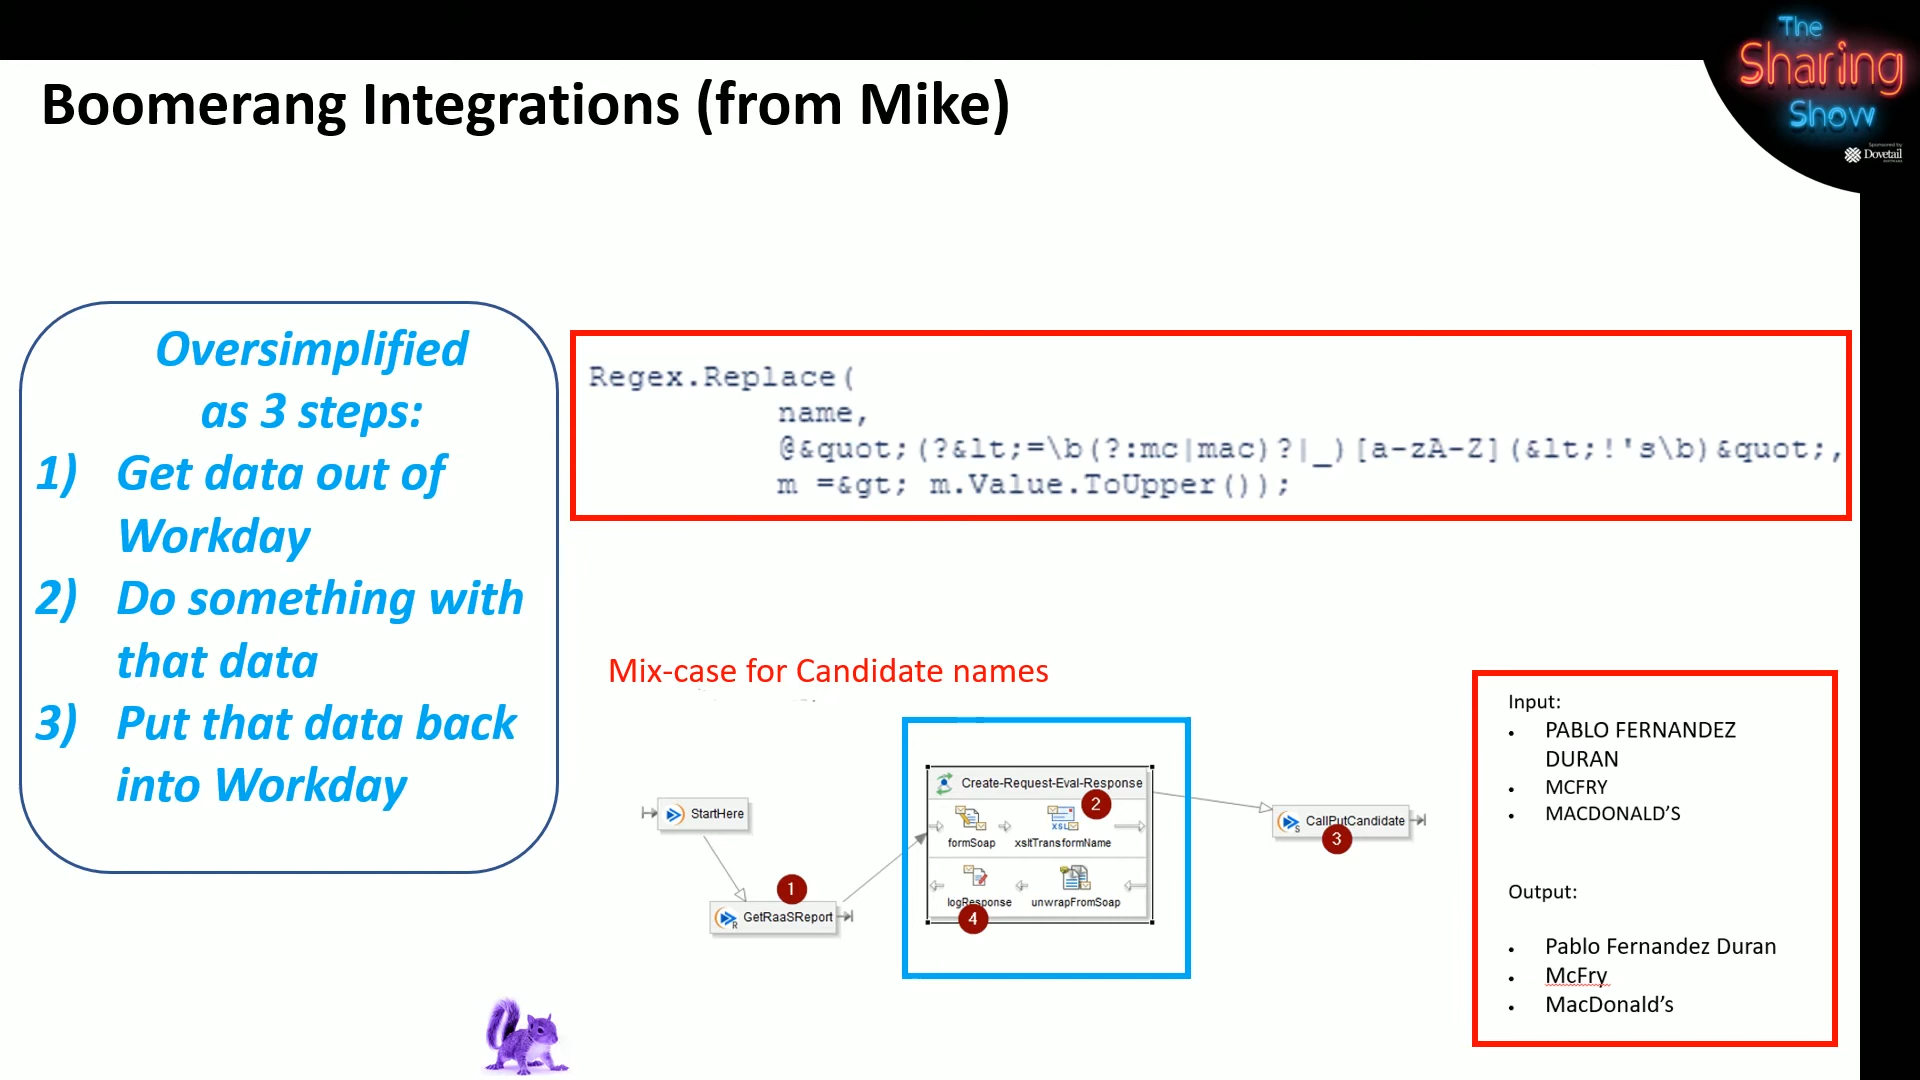 The
Sharing
Show
Sponsored by
Dovetail
Boomerang Integrations (from Mike)
Oversimplified
as 3 steps:
1) Get data out of
Workday
2) Do something with
that data
3) Put that data back
into Workday
Regex.Replace(
name,
@&quot;(?&lt;=\b(?:mc|mac)?|_)[a-zA-Z](&lt;!'s\b)&quot;,
m =&gt; m.Value.ToUpper());
Mix-case for Candidate names
StartHere
1
GetRaaSReport
Create-Request-Eval-Response
2
formSoap
xsltTransformName
logResponse
unwrapFromSoap
4
CallPutCandidate
3
Input:
• PABLO FERNANDEZ
DURAN
• MCFRY
• MACDONALD’S
Output:
• Pablo Fernandez Duran
• McFry
• MacDonald’s